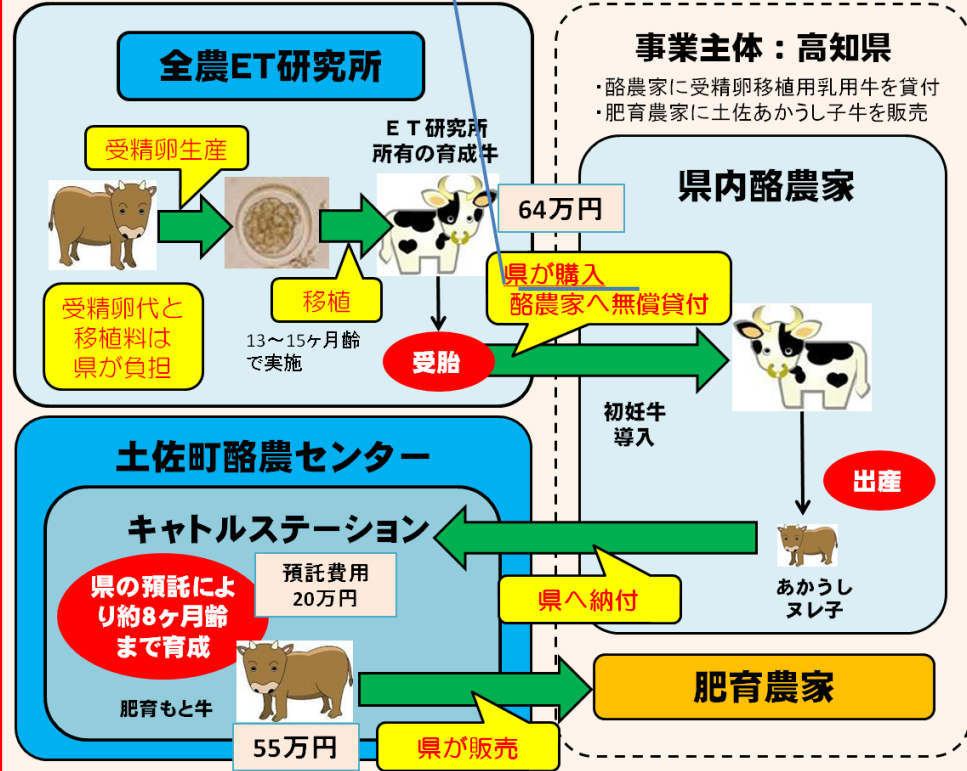 全農ET研究所
受精卵生産
ＥＴ研究所
所有の育成牛
64万円
受精卵代と
移植料は
県が負担
移植
13～15ヶ月齢
で実施
受胎
県が購入
酪農家へ無償貸付
事業主体：高知県
・酪農家に受精卵移植用乳用牛を貸付
・肥育農家に土佐あかうし子牛を販売
県内酪農家
初妊牛
導入
出産
あかうし
ヌレ子
県へ納付
土佐町酪農センター
キャトルステーション
県の預託によ
り約8ヶ月齢
まで育成
預託費用
20万円
肥育もと牛
55万円
県が販売
肥育農家